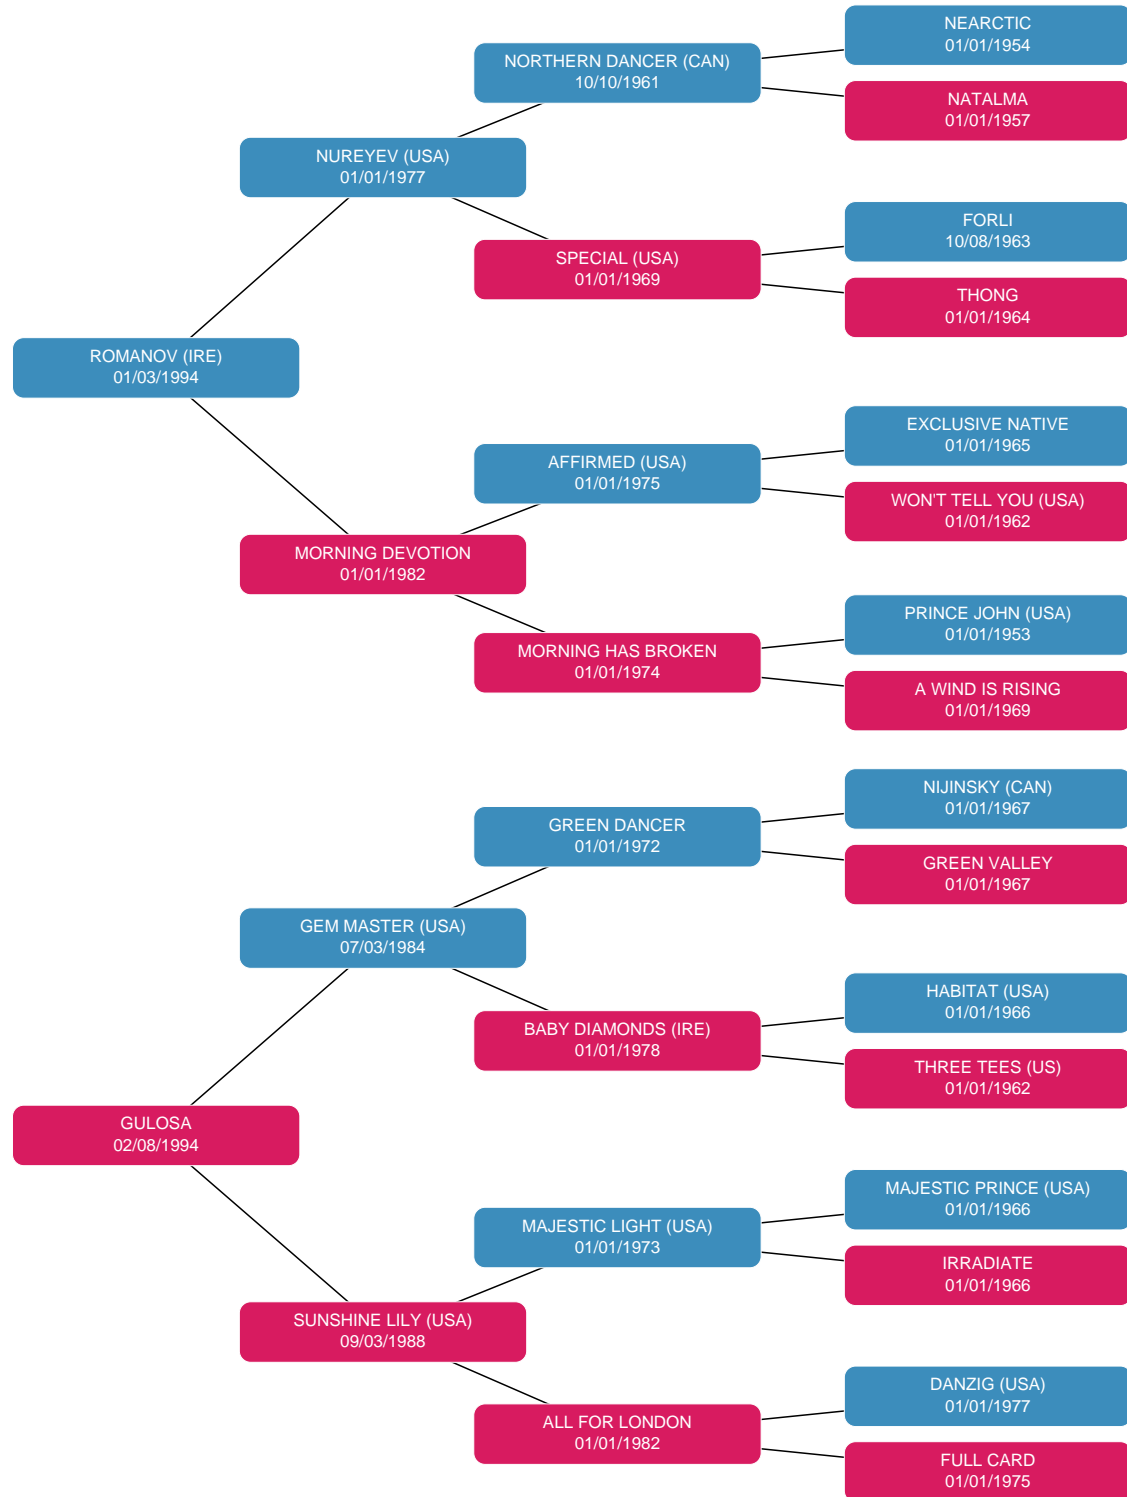 NEARCTIC
01/01/1954
NORTHERN DANCER (CAN)
10/10/1961
NATALMA
01/01/1957
NUREYEV (USA)
01/01/1977
FORLI
10/08/1963
SPECIAL (USA)
01/01/1969
THONG
01/01/1964
ROMANOV (IRE)
01/03/1994
EXCLUSIVE NATIVE
01/01/1965
AFFIRMED (USA)
01/01/1975
WON'T TELL YOU (USA)
01/01/1962
MORNING DEVOTION
01/01/1982
PRINCE JOHN (USA)
01/01/1953
MORNING HAS BROKEN
01/01/1974
A WIND IS RISING
01/01/1969
NIJINSKY (CAN)
01/01/1967
GREEN DANCER
01/01/1972
GREEN VALLEY
01/01/1967
GEM MASTER (USA)
07/03/1984
HABITAT (USA)
01/01/1966
BABY DIAMONDS (IRE)
01/01/1978
THREE TEES (US)
01/01/1962
GULOSA
02/08/1994
MAJESTIC PRINCE (USA)
01/01/1966
MAJESTIC LIGHT (USA)
01/01/1973
IRRADIATE
01/01/1966
SUNSHINE LILY (USA)
09/03/1988
DANZIG (USA)
01/01/1977
ALL FOR LONDON
01/01/1982
FULL CARD
01/01/1975